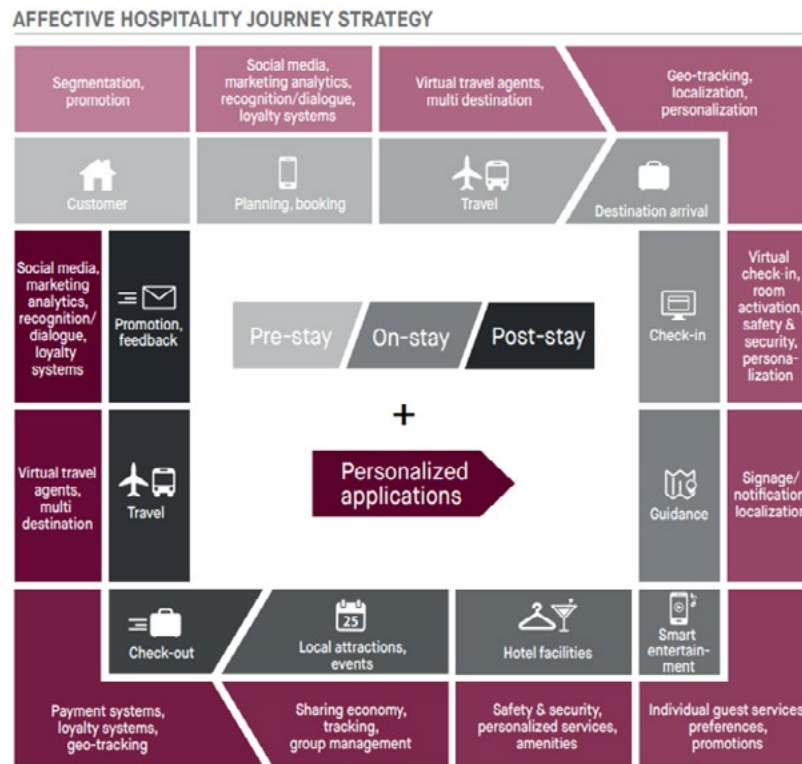 AFFECTIVE HOSPITALITY JOURNEY STRATEGY
Segmentation,
promotion
Social media,
marketing analytics,
recognition/dialogue,
loyalty systems
Virtual travel agents,
multi destination
Geo-tracking,
localization,
personalization
Customer
Planning, booking
Travel
Destination arrival
Social media,
marketing
analytics,
recognition/
dialogue,
loyalty
systems
Promotion,
feedback
Pre-stay
On-stay
Post-stay
Check-in
Virtual
check-in,
room
activation,
safety &
security,
persona-
lization
+
Personalized
applications
Virtual travel
agents,
multi
destination
Travel
Guidance
Signage/
notification
localization
Check-out
25
Local attractions,
events
Hotel facilities
Smart
entertain-
ment
Payment systems,
loyalty systems,
geo-tracking
Sharing economy,
tracking,
group management
Safety & security,
personalized services,
amenities
Individual guest services
preferences,
promotions